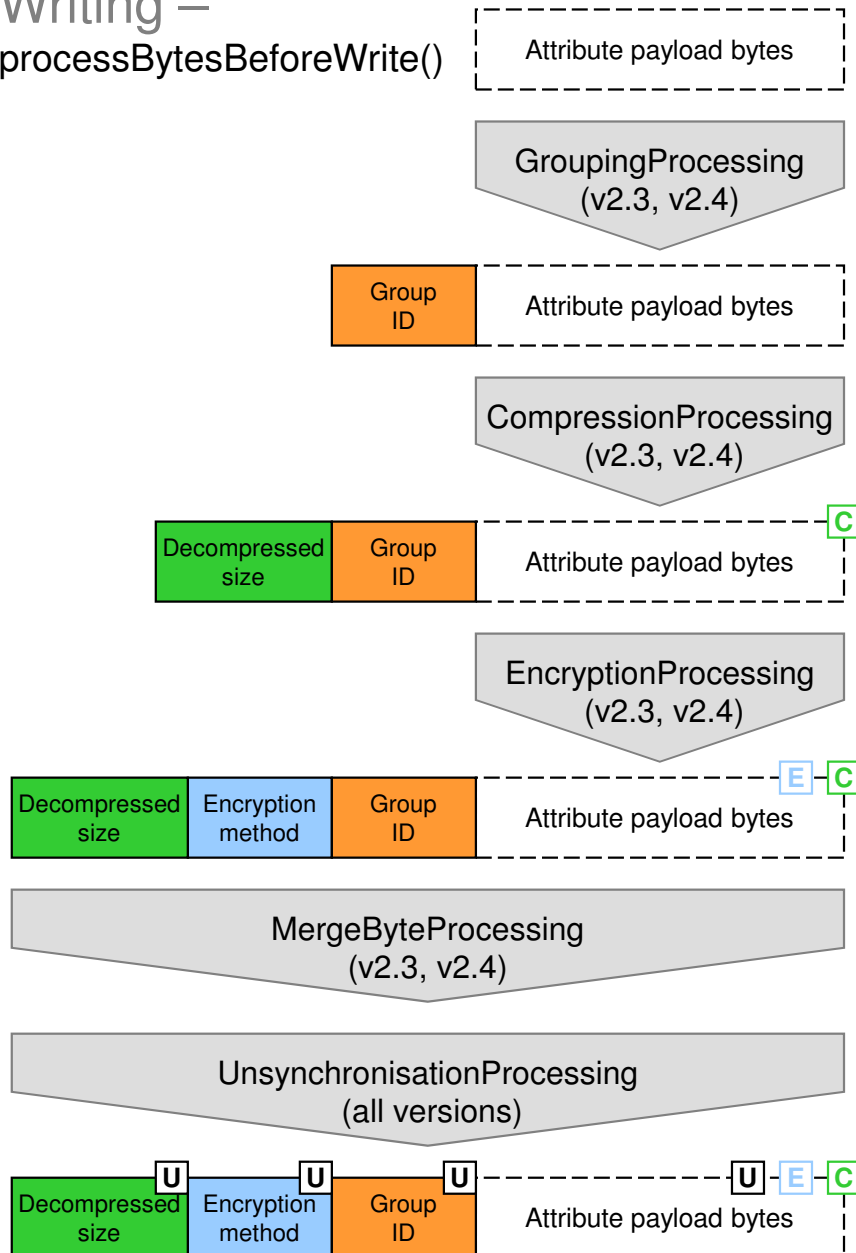 Writing –
processBytesBeforeWrite()
Attribute payload bytes
GroupingProcessing
(v2.3, v2.4)
Group
ID
Attribute payload bytes
CompressionProcessing
(v2.3, v2.4)
C
Decompressed
size
Group
ID
Attribute payload bytes
EncryptionProcessing
(v2.3, v2.4)
E
C
Decompressed
size
Encryption
method
Group
ID
Attribute payload bytes
MergeByteProcessing
(v2.3, v2.4)
UnsynchronisationProcessing
(all versions)
U
U
U
U
E
C
Decompressed
size
Encryption
method
Group
ID
Attribute payload bytes